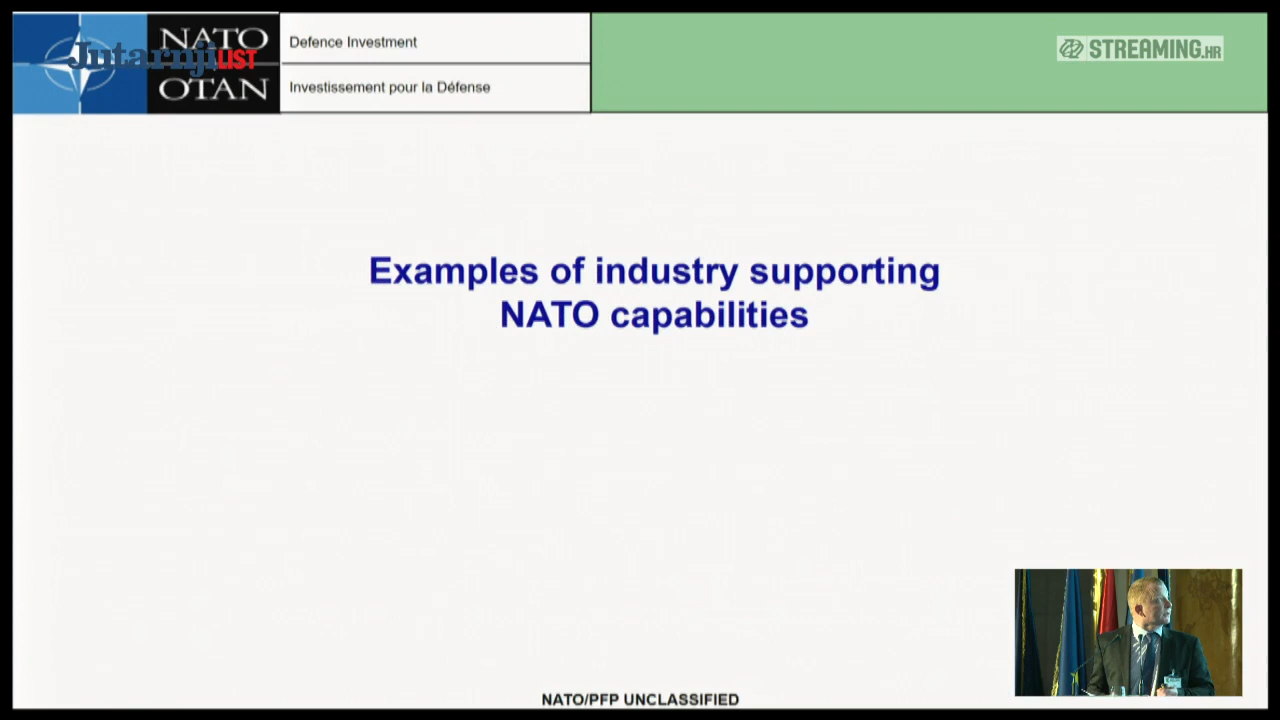 NATO
OTAN
Jutarnji LIST
Defence Investment
Investissement pour la Défense
STREAMING.HR
Examples of industry supporting
NATO capabilities
NATO/PFP UNCLASSIFIED